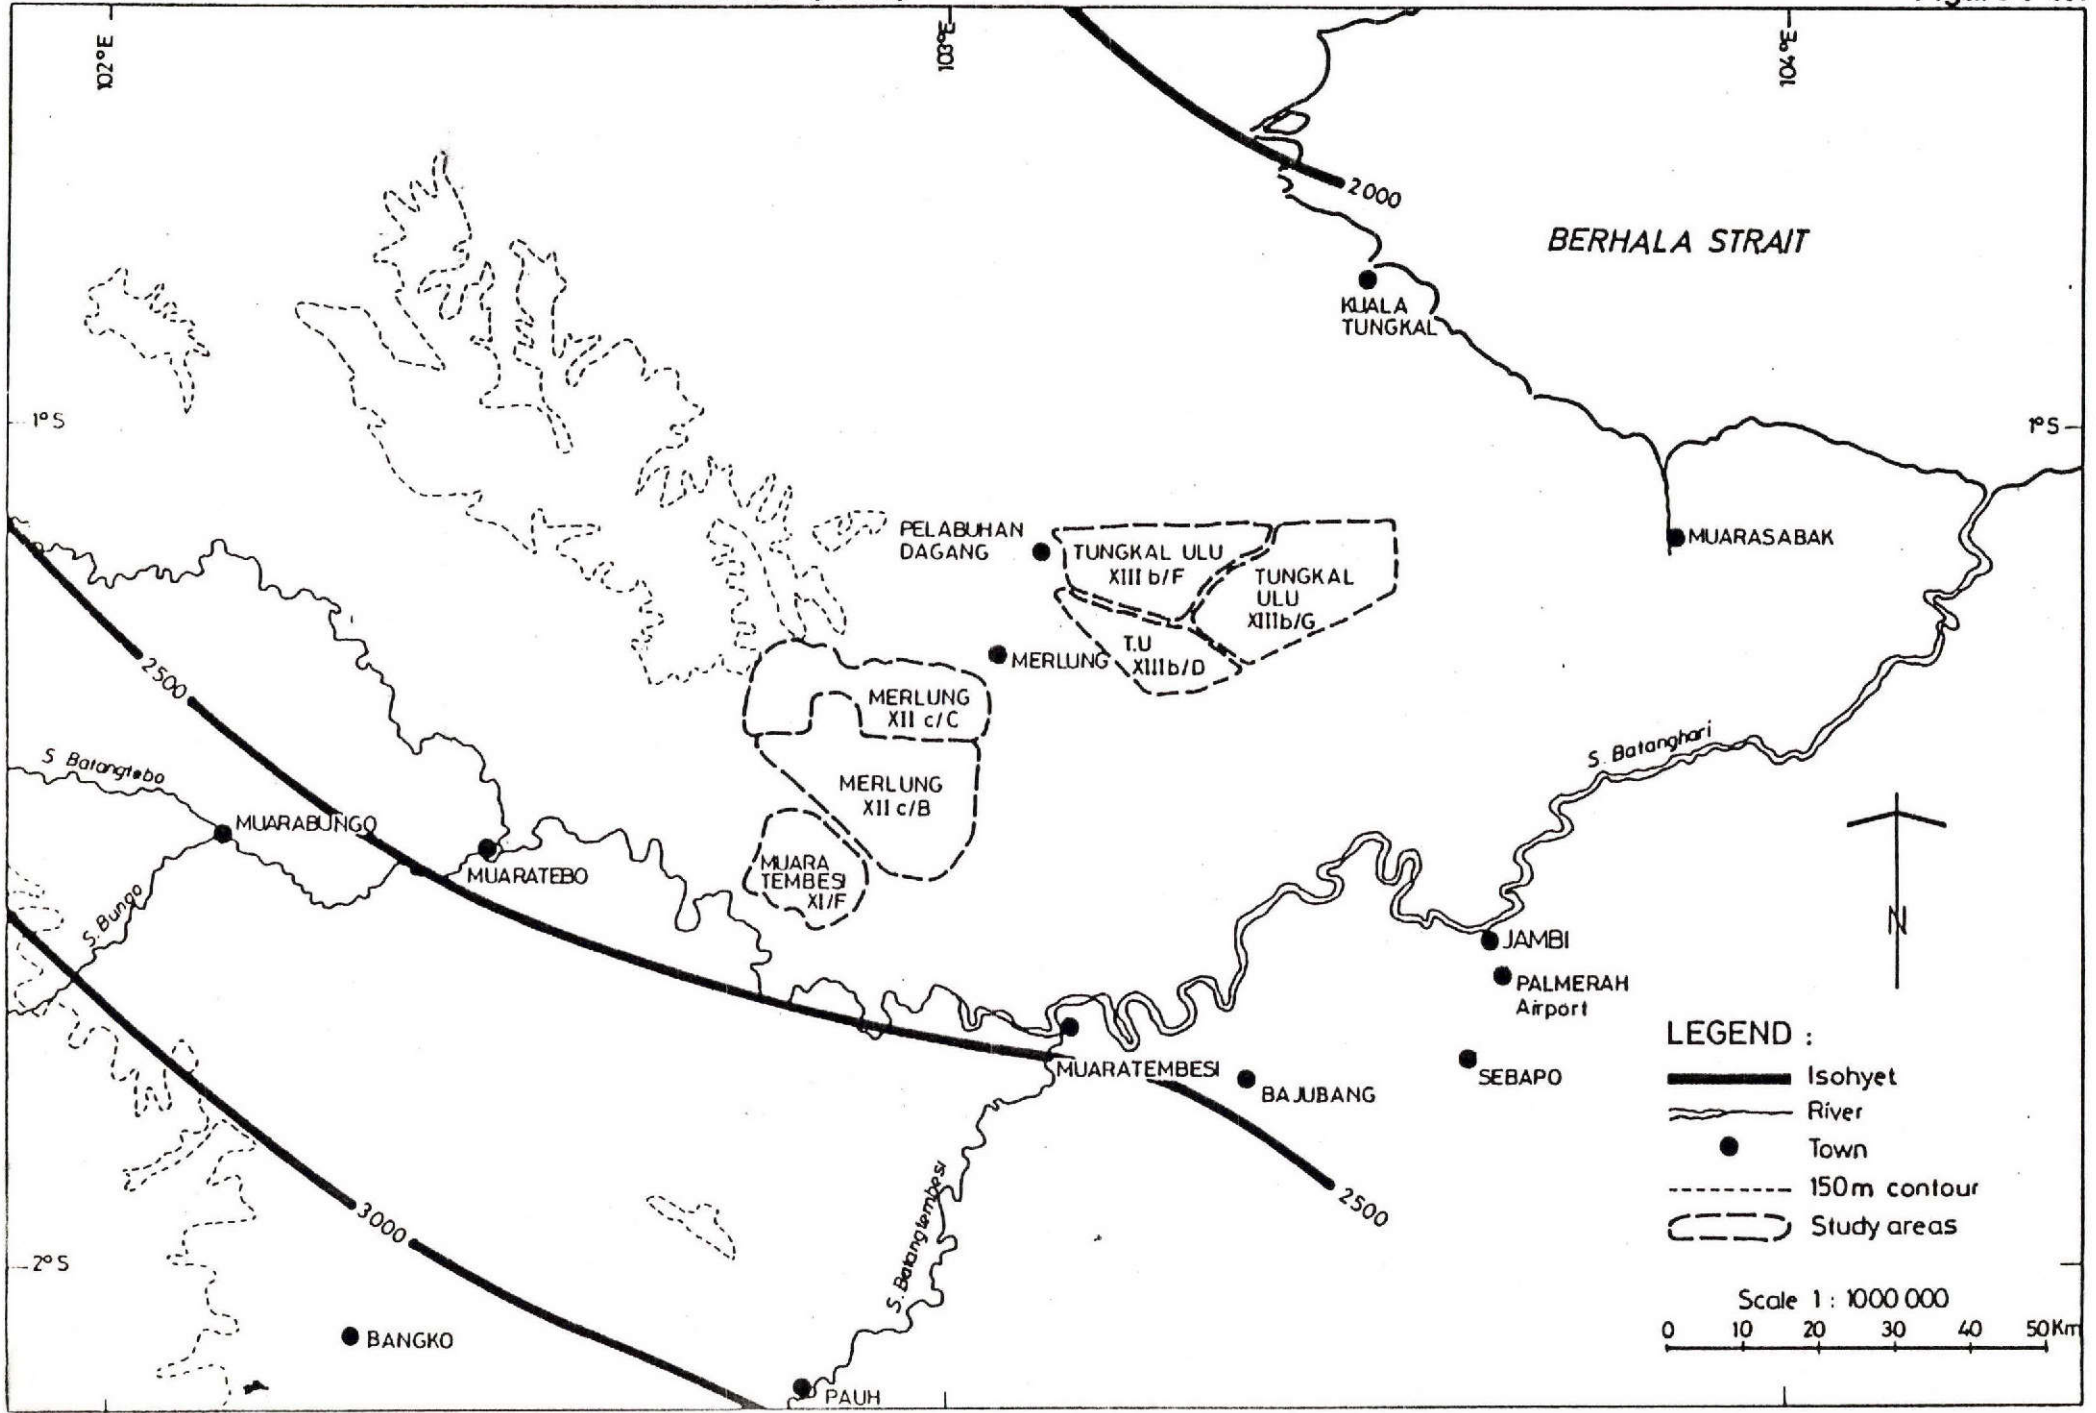 102°E
103°E
104°E
2000
BERHALA STRAIT
KUALA
TUNGKAL
1° S
1° S
PELABUHAN
DAGANG
TUNGKAL ULU
XIII b/F
TUNGKAL
ULU
XIIIb/G
MUARASABAK
T.U
XIIIb/D
MERLUNG
2500
MERLUNG
XII c/C
S. Batanghari
S Batangtebo
MERLUNG
XII c/B
MUARABUNGO
MUARATEBO
MUARA
TEMBESI
XI/F
S. Bungo
N
JAMBI
PALMERAH
Airport
LEGEND :
Isohyet
River
Town
150m contour
Study areas
MUARATEMBESI
BAJUBANG
SEBAPO
S. Batangtembesi
2500
3000
2° S
Scale 1 : 1000 000
0 10 20 30 40 50Km
BANGKO
PAUH